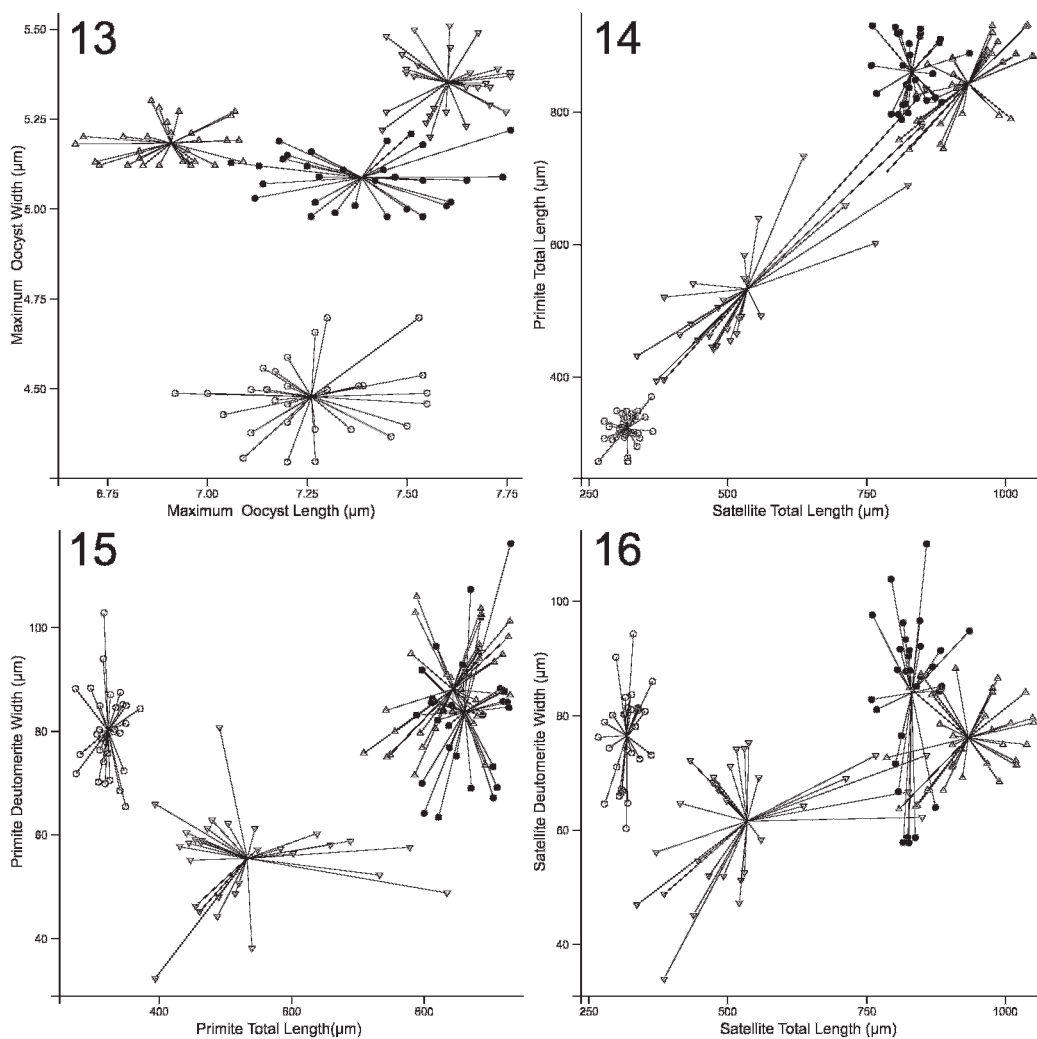 13
Maximum Oocyst Width (µm)
5.50
5.25
5.00
4.75
4.50
6.75 7.00 7.25 7.50 7.75
Maximum Oocyst Length (µm)
14
Primite Total Length (µm)
800
600
400
250 500 750 1000
Satellite Total Length (µm)
15
Primite Deutomerite Width (µm)
100
80
60
40
400 600 800
Primite Total Length(µm)
16
Satellite Deutomerite Width (µm)
100
80
60
40
250 500 750 1000
Satellite Total Length (µm)